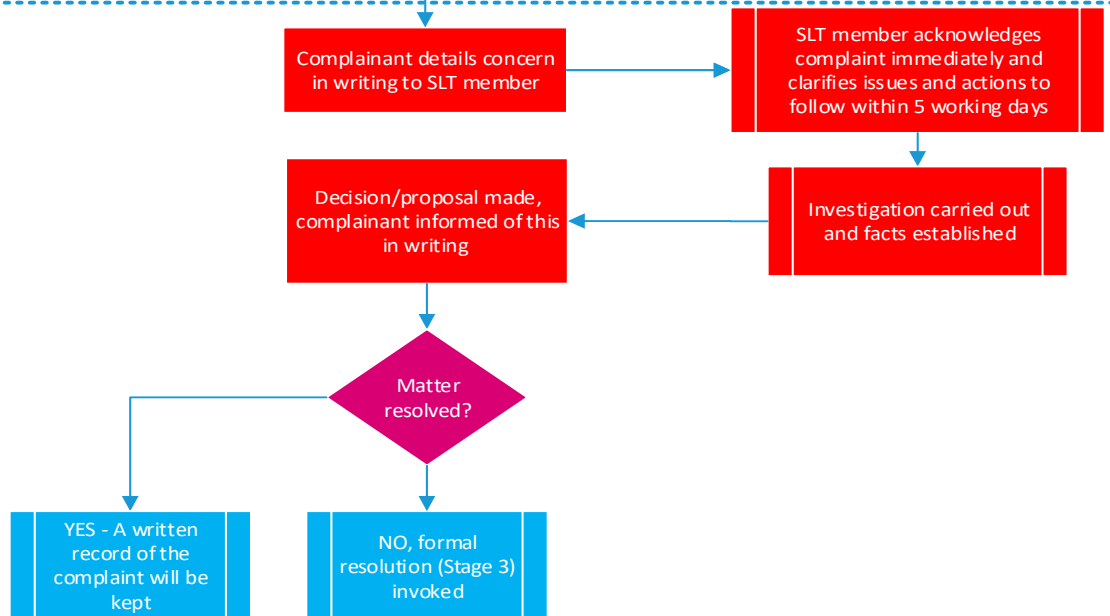 Complainant details concern
in writing to SLT member
SLT member acknowledges
complaint immediately and
clarifies issues and actions to
follow within 5 working days
Decision/proposal made,
complainant informed of this
in writing
Investigation carried out
and facts established
Matter
resolved?
YES - A written
record of the
complaint will be
kept
NO, formal
resolution (Stage 3)
invoked